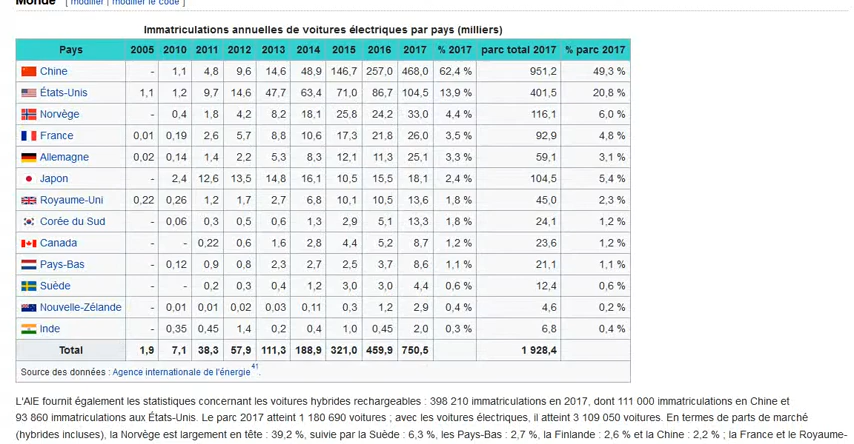 Monde [ modifier | modifier le code ]
Immatriculations annuelles de voitures électriques par pays (milliers)
Pays 2005 2010 2011 2012 2013 2014 2015 2016 2017 % 2017 parc total 2017 % parc 2017
Chine - 1,1 4,8 9,6 14,6 48,9 146,7 257,0 468,0 62,4 % 951,2 49,3 %
États-Unis 1,1 1,2 9,7 14,6 47,7 63,4 71,0 86,7 104,5 13,9 % 401,5 20,8 %
Norvège - 0,4 1,8 4,2 8,2 18,1 25,8 24,2 33,0 4,4 % 116,1 6,0 %
France 0,01 0,19 2,6 5,7 8,8 10,6 17,3 21,8 26,0 3,5 % 92,9 4,8 %
Allemagne 0,02 0,14 1,4 2,2 5,3 8,3 12,1 11,3 25,1 3,3 % 59,1 3,1 %
Japon - 2,4 12,6 13,5 14,8 16,1 10,5 15,5 18,1 2,4 % 104,5 5,4 %
Royaume-Uni 0,22 0,26 1,2 1,7 2,7 6,8 10,1 10,5 13,6 1,8 % 45,0 2,3 %
Corée du Sud - 0,06 0,3 0,5 0,6 1,3 2,9 5,1 13,3 1,8 % 24,1 1,2 %
Canada - - 0,22 0,6 1,6 2,8 4,4 5,2 8,7 1,2 % 23,6 1,2 %
Pays-Bas - 0,12 0,9 0,8 2,3 2,7 2,5 3,7 8,6 1,1 % 21,1 1,1 %
Suède - - 0,2 0,3 0,4 1,2 3,0 3,0 4,4 0,6 % 12,4 0,6 %
Nouvelle-Zélande - 0,01 0,01 0,02 0,03 0,11 0,3 1,2 2,9 0,4 % 4,6 0,2 %
Inde - 0,35 0,45 1,4 0,2 0,4 1,0 0,45 2,0 0,3 % 6,8 0,4 %
Total 1,9 7,1 38,3 57,9 111,3 188,9 321,0 459,9 750,5 1 928,4
Source des données : Agence internationale de l'énergie 41.
L'AIE fournit également les statistiques concernant les voitures hybrides rechargeables : 398 210 immatriculations en 2017, dont 111 000 immatriculations en Chine et
93 860 immatriculations aux États-Unis. Le parc 2017 atteint 1 180 690 voitures ; avec les voitures électriques, il atteint 3 109 050 voitures. En termes de parts de marché
(hybrides incluses), la Norvège est largement en tête : 39,2 %, suivie par la Suède : 6,3 %, les Pays-Bas : 2,7 %, la Finlande : 2,6 % et la Chine : 2,2 % ; la France et le Royaume-